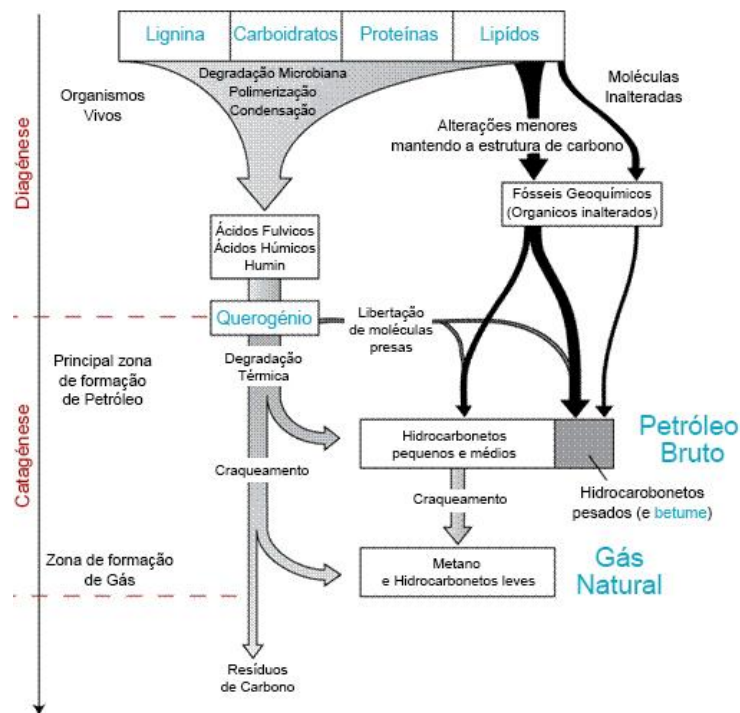 Lignina
Carboidratos
Proteínas
Lipídos
Degradação Microbiana
Polimerização
Condensação
Organismos
Vivos
Moléculas
Inalteradas
Alterações menores
mantendo a estrutura de carbono
Diagénese
Fósseis Geoquímicos
(Organicos inalterados)
Ácidos Fulvicos
Ácidos Húmicos
Humin
Querogénio
Libertação
de moléculas
presas
Principal zona
de formação
de Petróleo
Degradação
Térmica
Hidrocarbonetos
pequenos e médios
Petróleo
Bruto
Catagénese
Craqueamento
Craqueamento
Hidrocarobonetos
pesados (e betume)
Zona de formação
de Gás
Metano
e Hidrocarbonetos leves
Gás
Natural
Resíduos
de Carbono